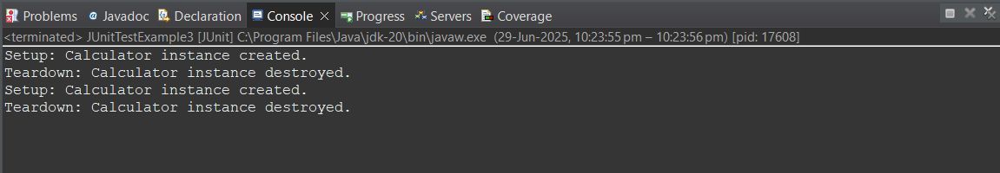 Problems Javadoc Declaration Console Progress Servers Coverage
<terminated> JUnitTestExample3 [JUnit] C:\Program Files\Java\jdk-20\bin\javaw.exe (29-Jun-2025, 10:23:55 pm – 10:23:56 pm) [pid: 17608]
Setup: Calculator instance created.
Teardown: Calculator instance destroyed.
Setup: Calculator instance created.
Teardown: Calculator instance destroyed.